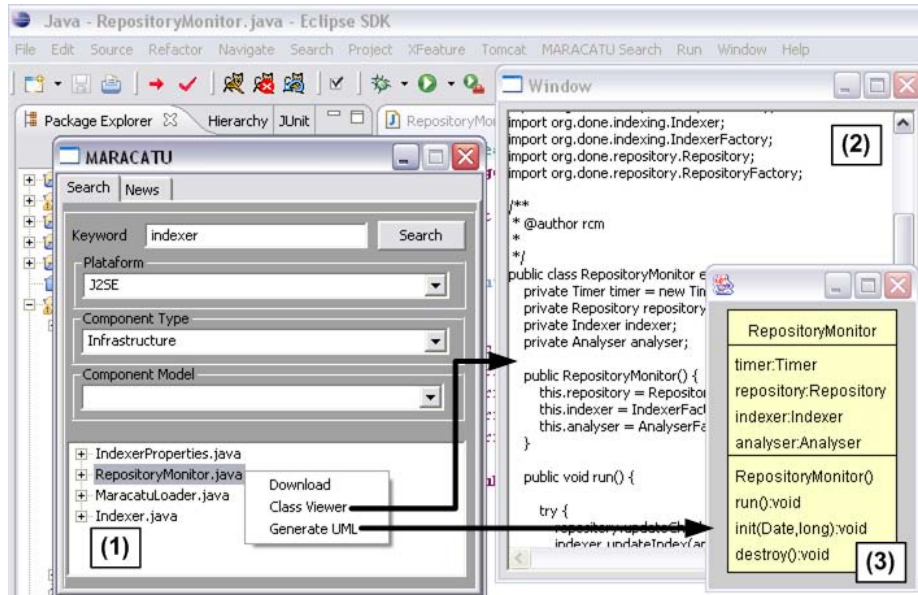 Java - RepositoryMonitor.java - Eclipse SDK
File Edit Source Refactor Navigate Search Project XFeature Tomcat MARACATU Search Run Window Help
Package Explorer Hierarchy JUnit
MARACATU
Search News
Keyword indexer Search
Plataform
J2SE
Component Type
Infrastructure
Component Model
IndexerProperties.java
RepositoryMonitor.java
MaracatuLoader.java
Indexer.java
Download
Class Viewer
Generate UML
(1)
Window
import org.done.indexing.Indexer;
import org.done.indexing.IndexerFactory;
import org.done.repository.Repository;
import org.done.repository.RepositoryFactory;
/**
* @author rcm
*
*/
public class RepositoryMonitor e
private Timer timer = new Tim
private Repository repository
private Indexer indexer;
private Analyser analyser;
public RepositoryMonitor() {
this.repository = Repositor
this.indexer = IndexerFact
this.analyser = AnalyserFa
}
public void run() {
try {
(2)
RepositoryMonitor
timer:Timer
repository:Repository
indexer:Indexer
analyser:Analyser
RepositoryMonitor()
run():void
init(Date,long):void
destroy():void
(3)